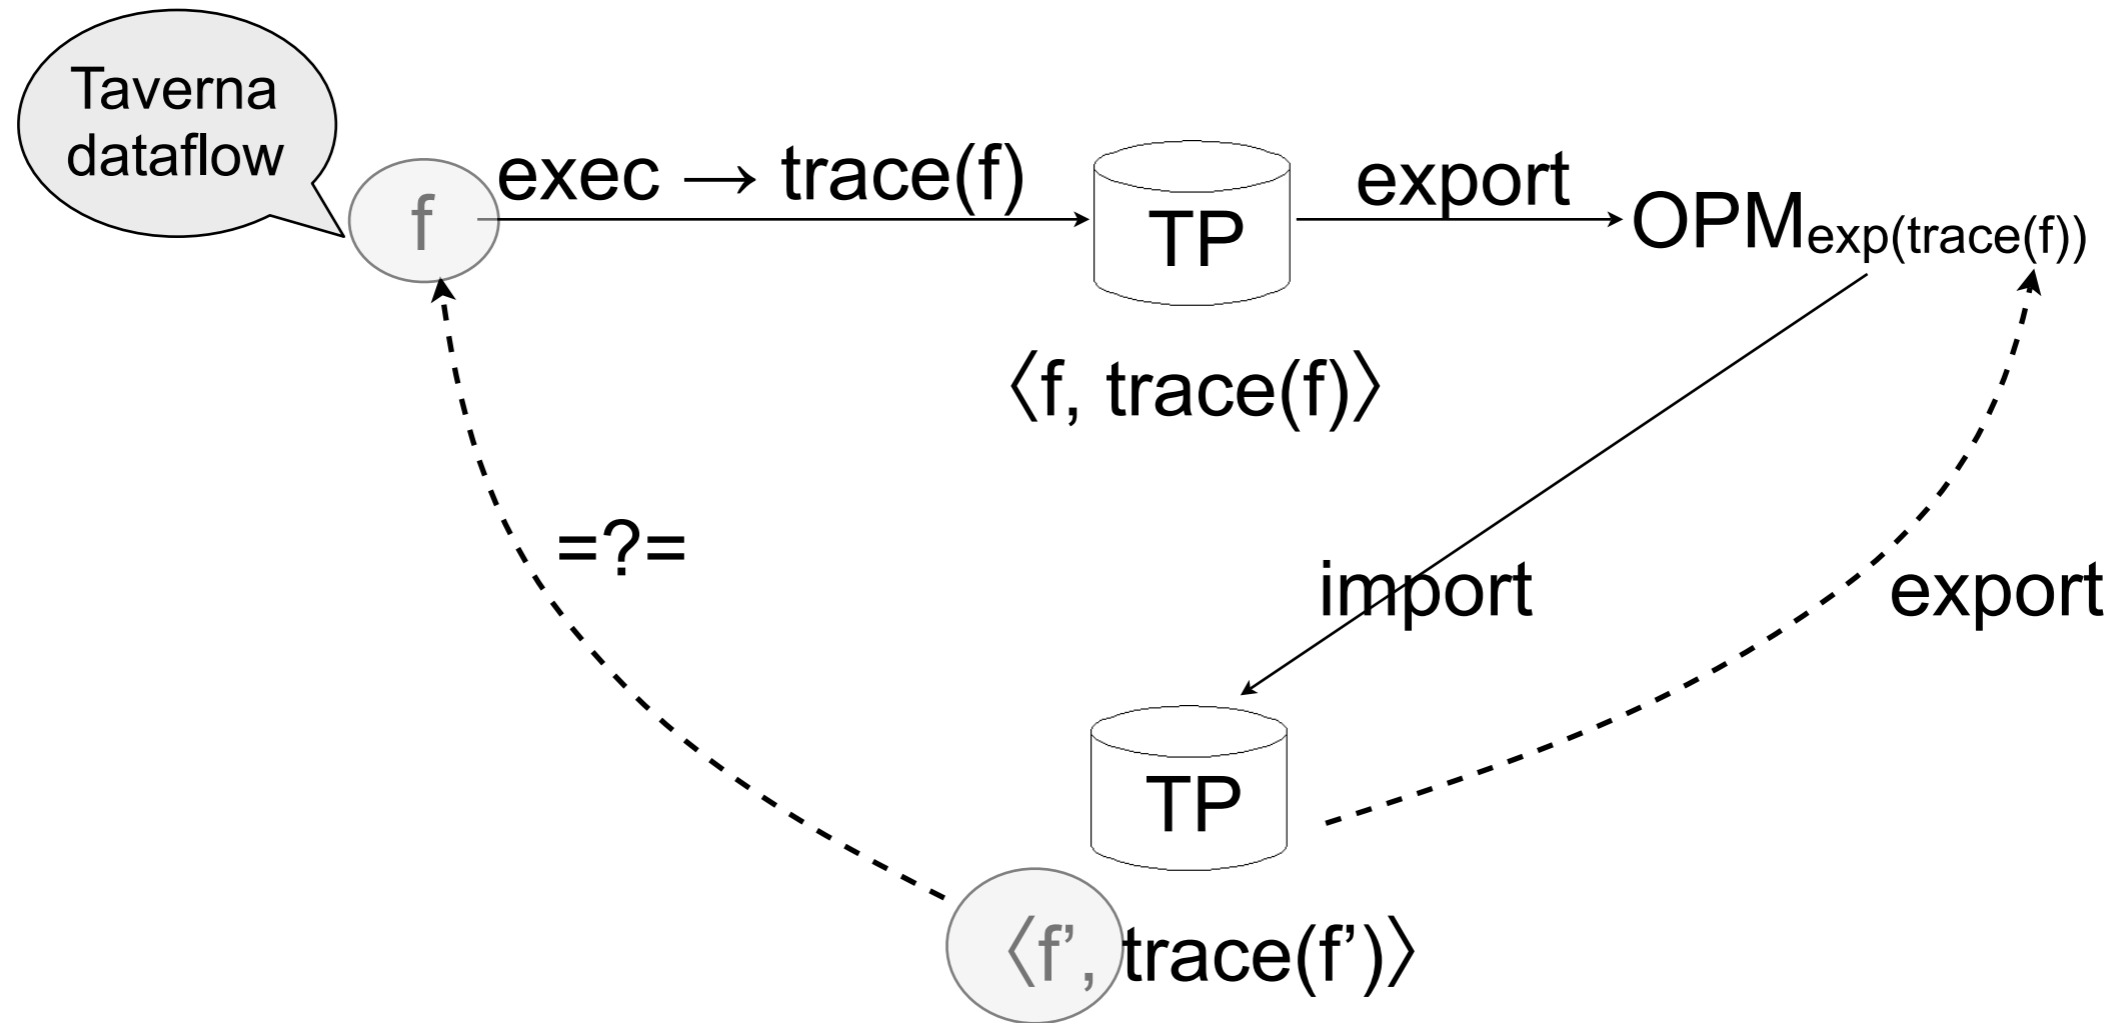 Taverna
dataflow
f
exec → trace(f)
TP
export
OPMexp(trace(f))
〈f, trace(f)〉
=?=
import
export
TP
〈f’, trace(f’)〉